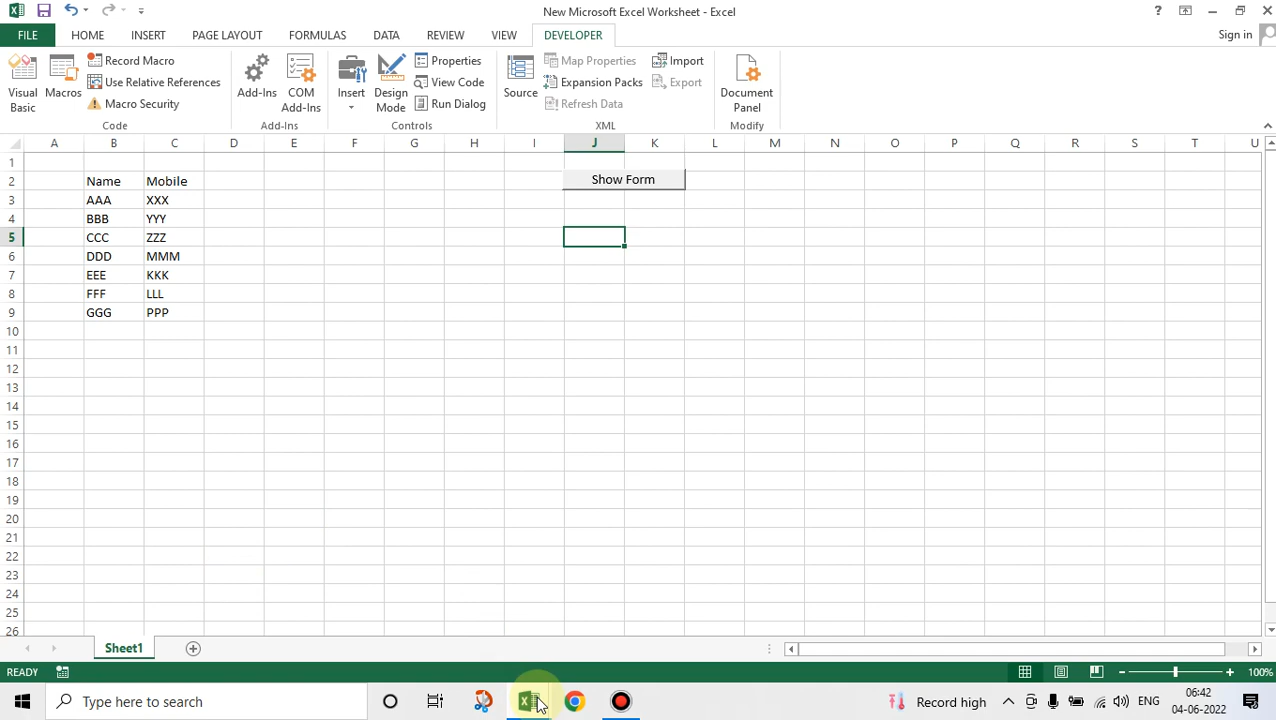 New Microsoft Excel Worksheet - Excel
?
FILE HOME INSERT PAGE LAYOUT FORMULAS DATA REVIEW VIEW DEVELOPER Sign in
Visual Basic
Macros
Record Macro
Use Relative References
Macro Security
Code
Add-Ins
COM Add-Ins
Add-Ins
Insert
Design Mode
Properties
View Code
Run Dialog
Controls
Source
Map Properties
Expansion Packs
Refresh Data
Import
Export
XML
Document Panel
Modify
A B C D E F G H I J K L M N O P Q R S T U
1
2 Name Mobile Show Form
3 AAA XXX
4 BBB YYY
5 CCC ZZZ
6 DDD MMM
7 EEE KKK
8 FFF LLL
9 GGG PPP
10
11
12
13
14
15
16
17
18
19
20
21
22
23
24
25
26
Sheet1
READY 100%
Type here to search Record high ENG 06:42
04-06-2022